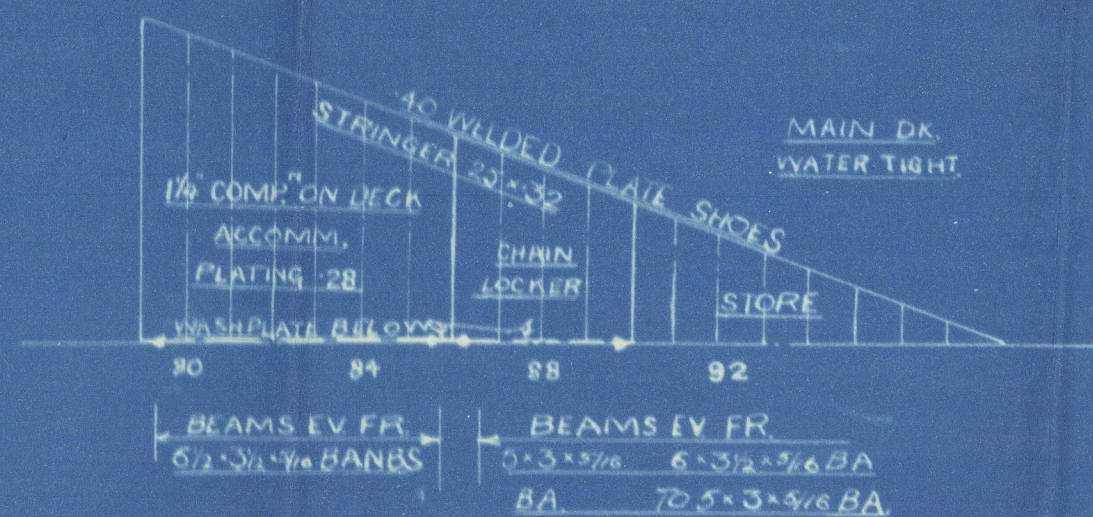 .40 WELDED PLATE SHOES
STRINGER 22 × .32
MAIN DK.
WATER TIGHT.
1¼" COMP.ᴺ ON DECK
ACCOMM.
PLATING .28
CHAIN
LOCKER
STORE
WASHPLATE BELOW
80 84 88 92
BEAMS EV FR.
6½ × 3½ × 5/16 BANBS
BEAMS EV FR.
5 × 3 × 5/16 6 × 3½ × 5/16 BA
BA. TO 5 × 3 × 5/16 BA.